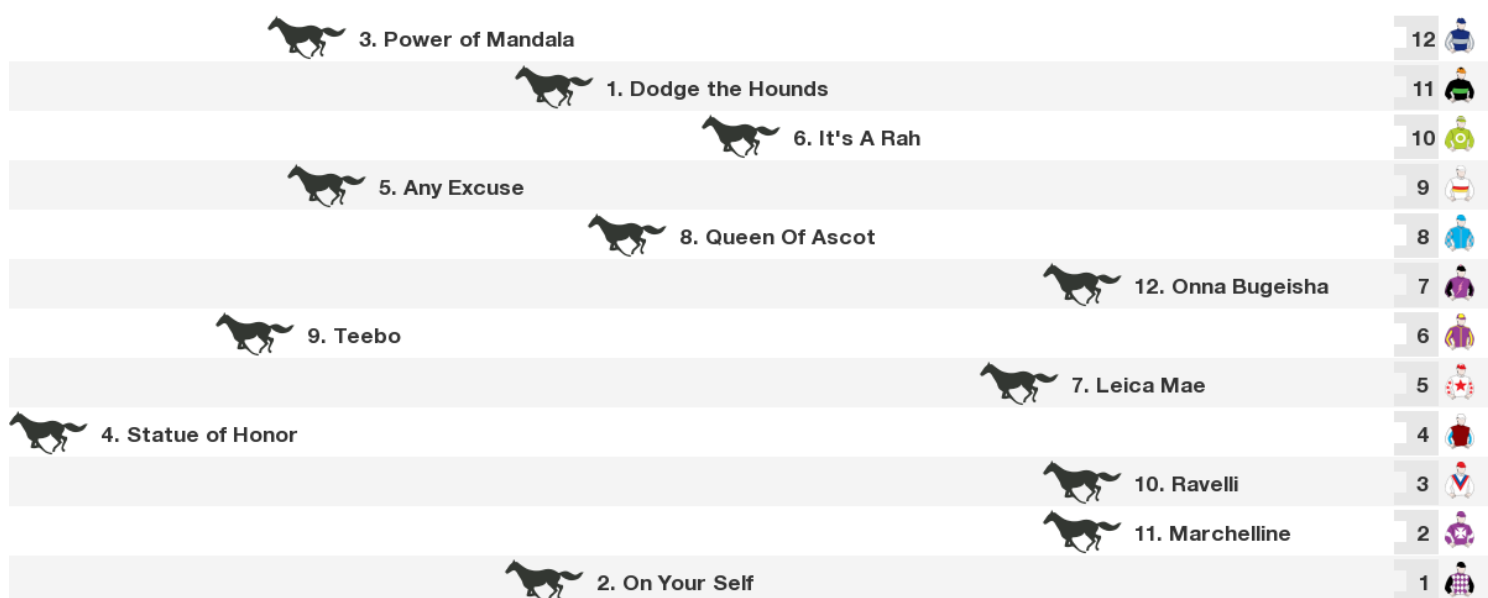 3. Power of Mandala 12
1. Dodge the Hounds 11
6. It's A Rah 10
5. Any Excuse 9
8. Queen Of Ascot 8
12. Onna Bugeisha 7
9. Teebo 6
7. Leica Mae 5
4. Statue of Honor 4
10. Ravelli 3
11. Marchelline 2
2. On Your Self 1